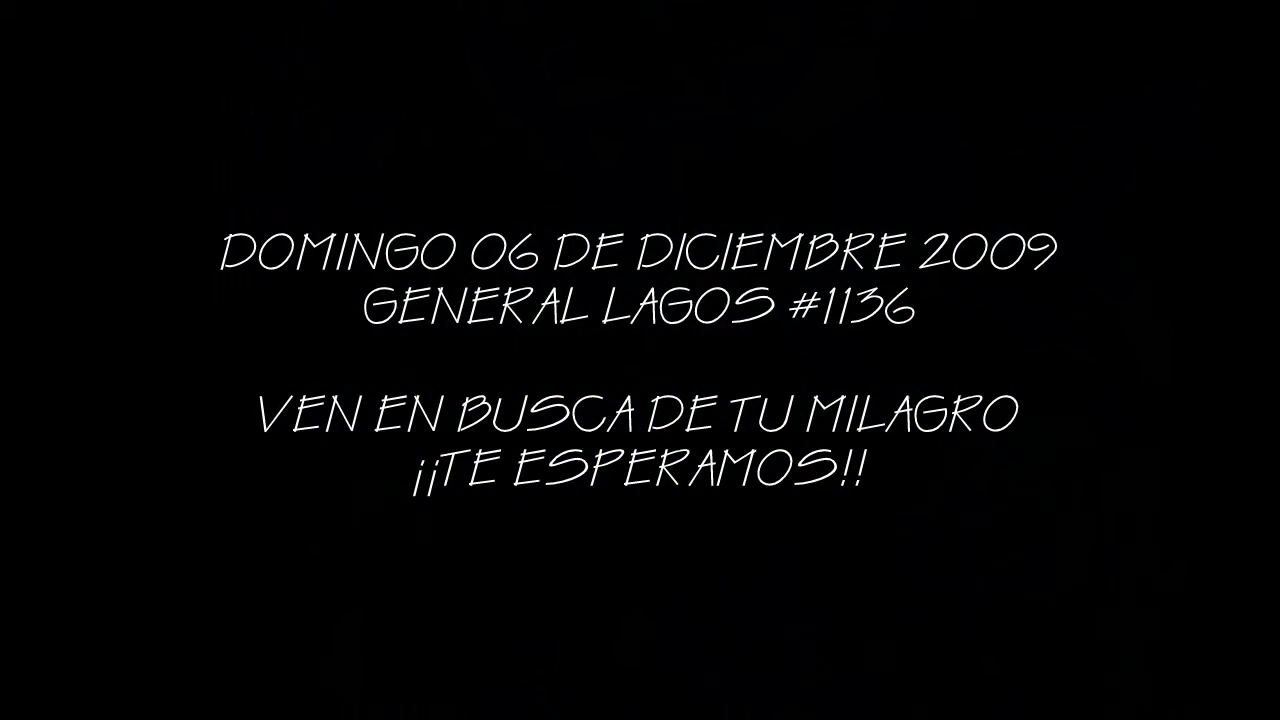 DOMINGO 06 DE DICIEMBRE 2009
GENERAL LAGOS #1136
VEN EN BUSCA DE TU MILAGRO
¡¡TE ESPERAMOS!!